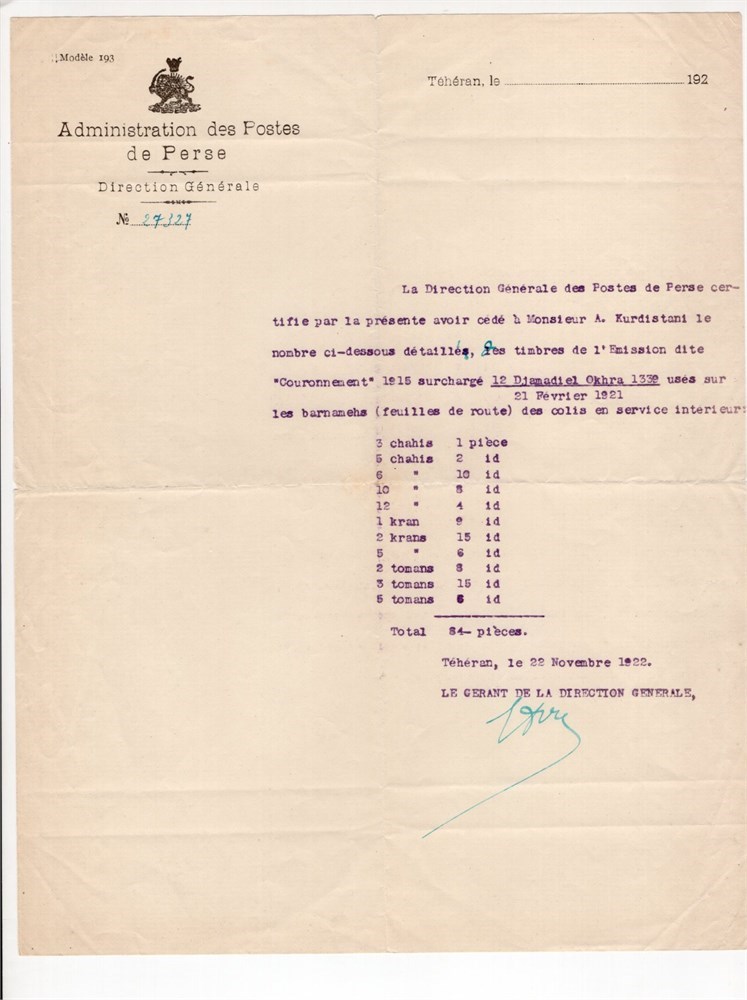 Modèle 193
Téhéran, le 192
Administration des Postes
de Perse
Direction Générale
№ 27327
La Direction Générale des Postes de Perse cer-
tifie par la présente avoir cédé à Monsieur A. Kurdistani le
nombre ci-dessous détaillés, des timbres de l'Emission dite
"Couronnement" 1915 surchargé 12 Djamadiel Okhra 1339 usés sur
21 Février 1921
les barnamehs (feuilles de route) des colis en service intérieur:
3 chahis 1 pièce
5 chahis 2 id
6 " 10 id
10 " 8 id
12 " 4 id
1 kran 9 id
2 krans 15 id
5 " 6 id
2 tomans 8 id
3 tomans 15 id
5 tomans 6 id
Total 84- pièces.
Téhéran, le 22 Novembre 1922.
LE GERANT DE LA DIRECTION GENERALE,